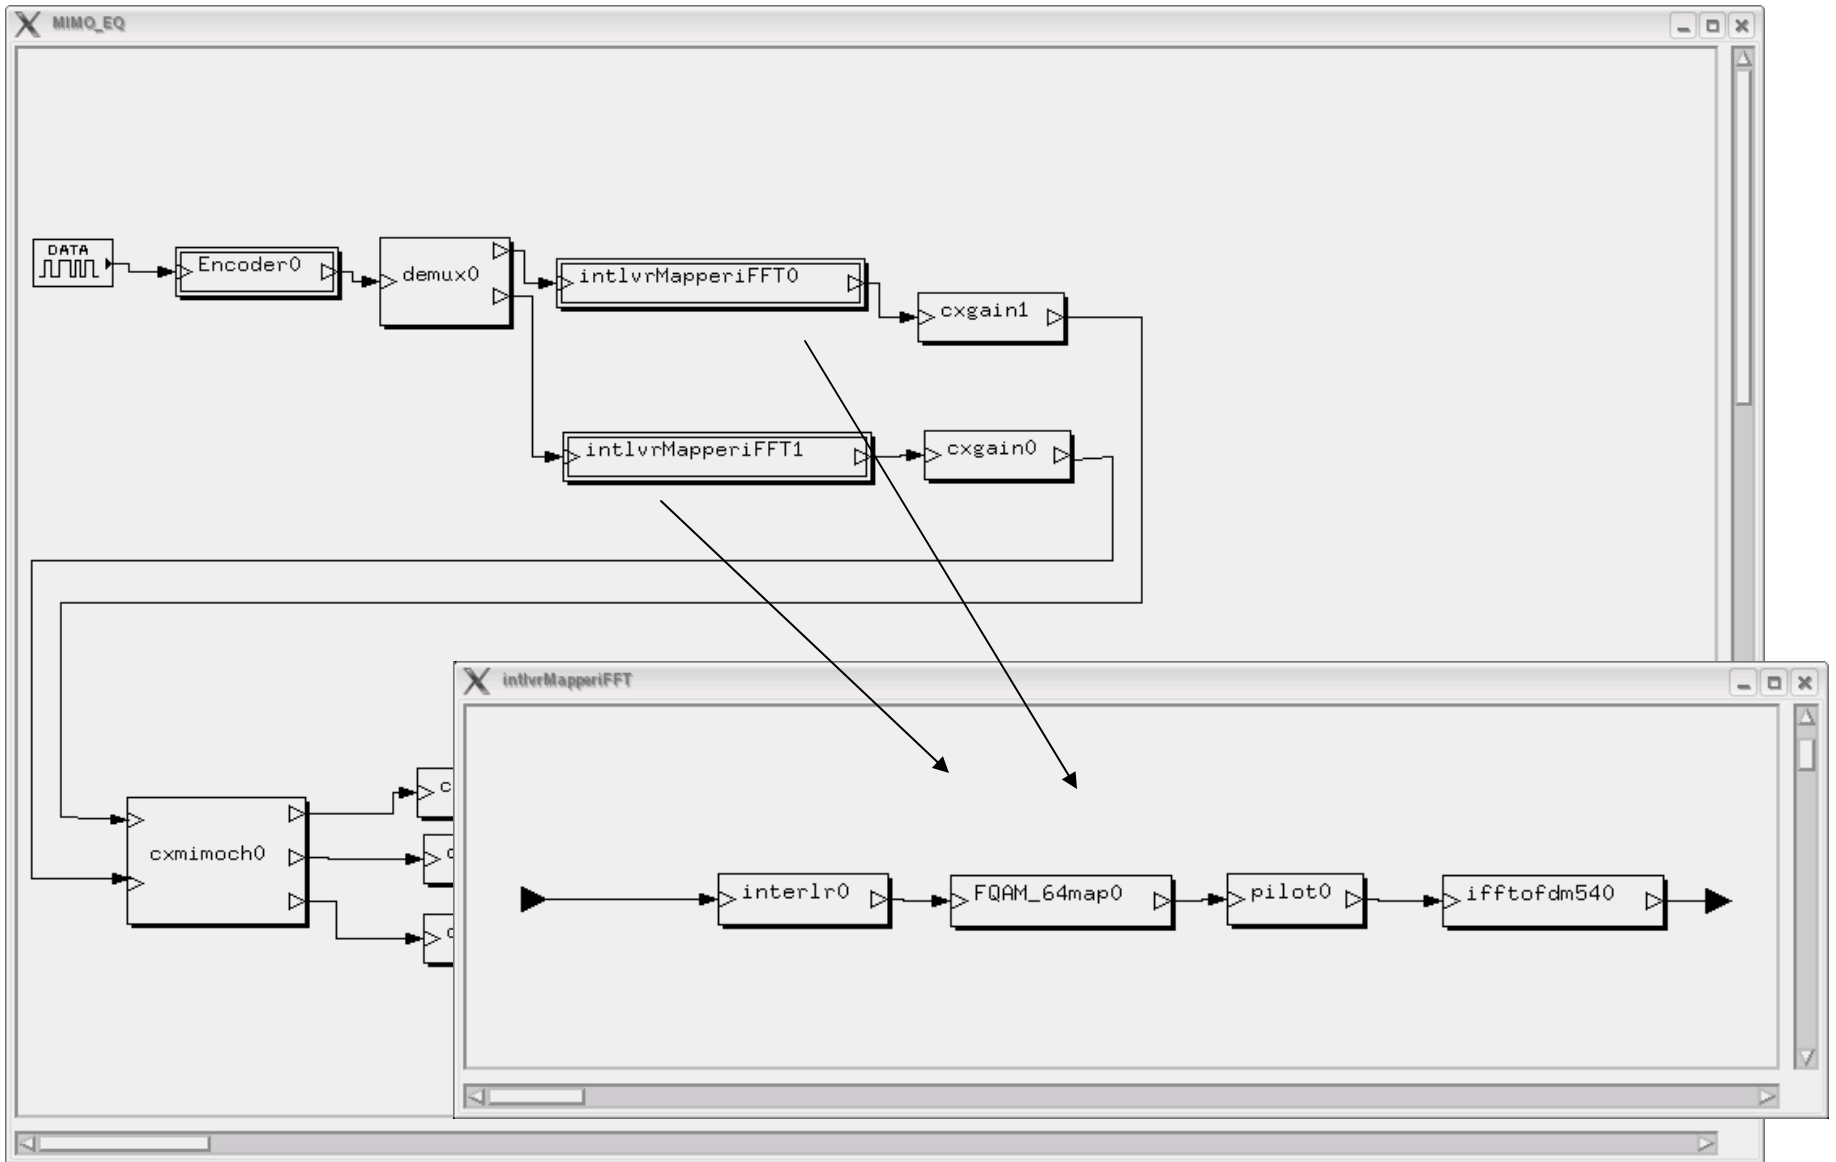 MIMO_EQ
DATA
Encoder0
demux0
intlvrMapperiFFT0
cxgain1
intlvrMapperiFFT1
cxgain0
intlvrMapperiFFT
cxmimoch0
c
interlr0
FQAM_64map0
pilot0
ifftofdm540